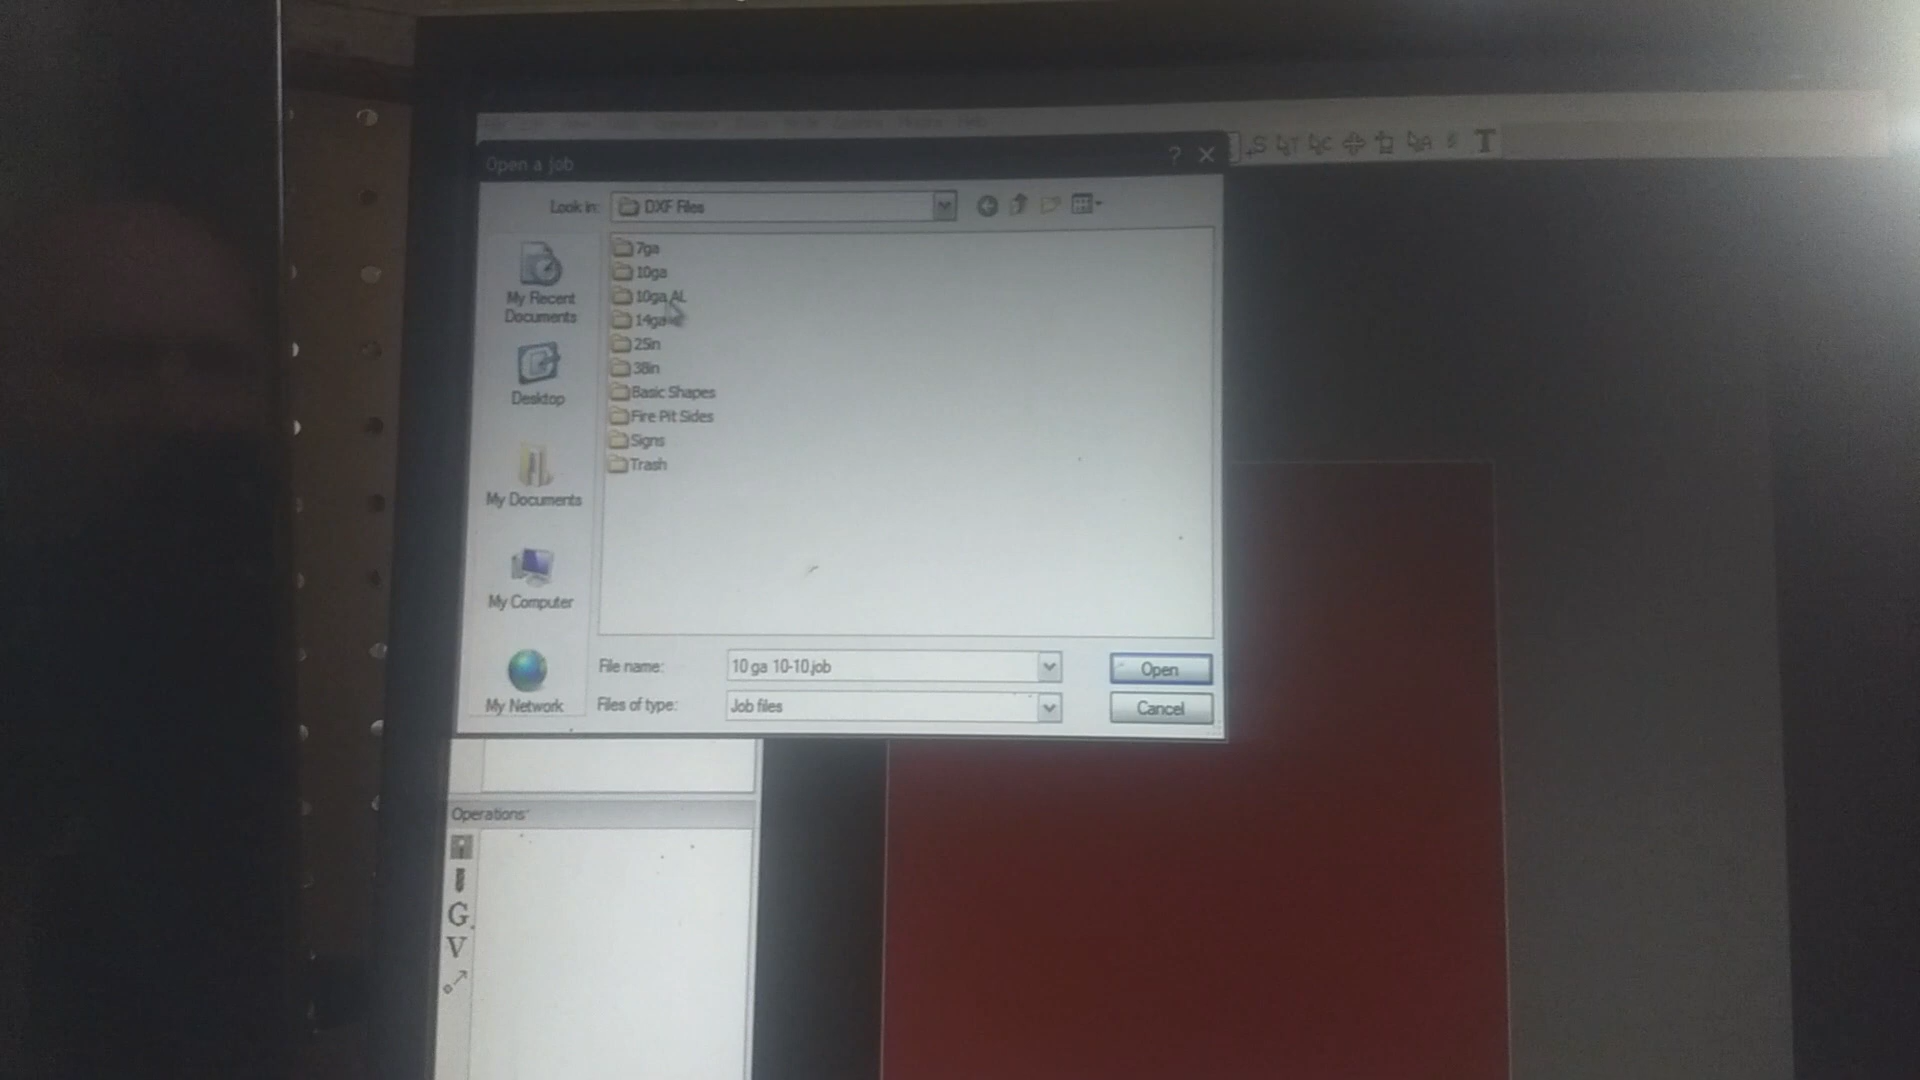 Open a job
? X
S T C A T
Look in: DXF Files
7ga
10ga
10ga AL
14ga
25in
38in
Basic Shapes
Fire Pit Sides
Signs
Trash
My Recent
Documents
Desktop
My Documents
My Computer
My Network
File name: 10 ga 10-10.job
Open
Files of type: Job files
Cancel
Operations
G
V